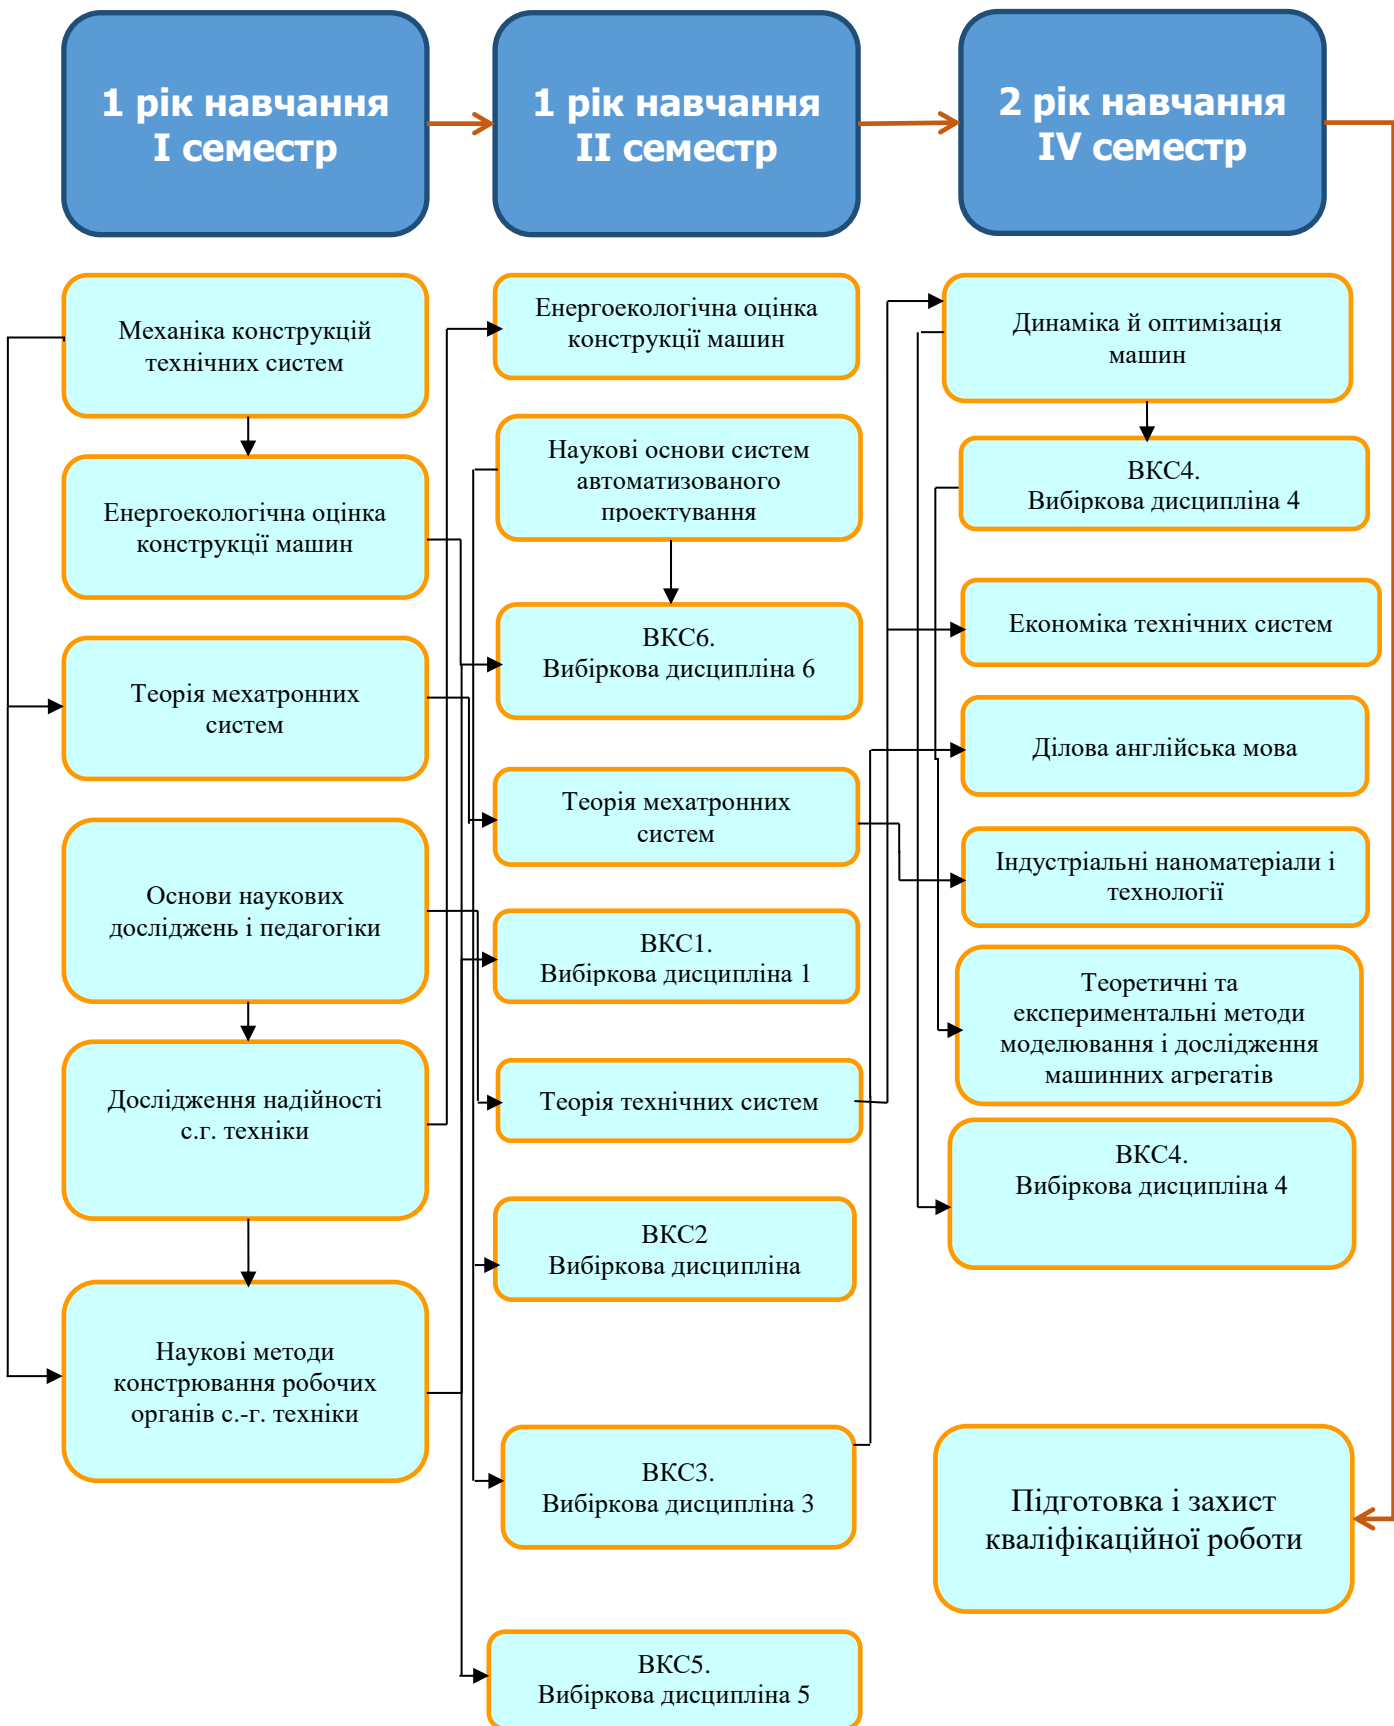 1 рік навчання
I семестр
1 рік навчання
II семестр
2 рік навчання
IV семестр
Механіка конструкцій
технічних систем
Енергоекологічна оцінка
конструкції машин
Теорія мехатронних
систем
Основи наукових
досліджень і педагогіки
Дослідження надійності
с.г. техніки
Наукові методи
констрювання робочих
органів с.-г. техніки
Енергоекологічна оцінка
конструкції машин
Наукові основи систем
автоматизованого
проектування
ВКС6.
Вибіркова дисципліна 6
Теорія мехатронних
систем
ВКС1.
Вибіркова дисципліна 1
Теорія технічних систем
ВКС2
Вибіркова дисципліна
ВКС3.
Вибіркова дисципліна 3
ВКС5.
Вибіркова дисципліна 5
Динаміка й оптимізація
машин
ВКС4.
Вибіркова дисципліна 4
Економіка технічних систем
Ділова англійська мова
Індустріальні наноматеріали і
технології
Теоретичні та
експериментальні методи
моделювання і дослідження
машинних агрегатів
ВКС4.
Вибіркова дисципліна 4
Підготовка і захист
кваліфікаційної роботи